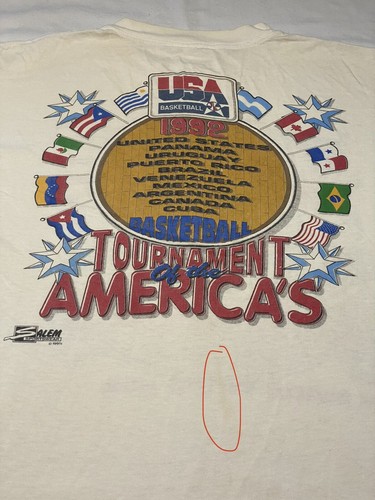 USA
BASKETBALL
1992
UNITED STATES
PANAMA
URUGUAY
PUERTO RICO
BRAZIL
VENEZUELA
MEXICO
ARGENTINA
CANADA
CUBA
BASKETBALL
TOURNAMENT
Of the
AMERICA'S
SALEM
SPORTSWEAR